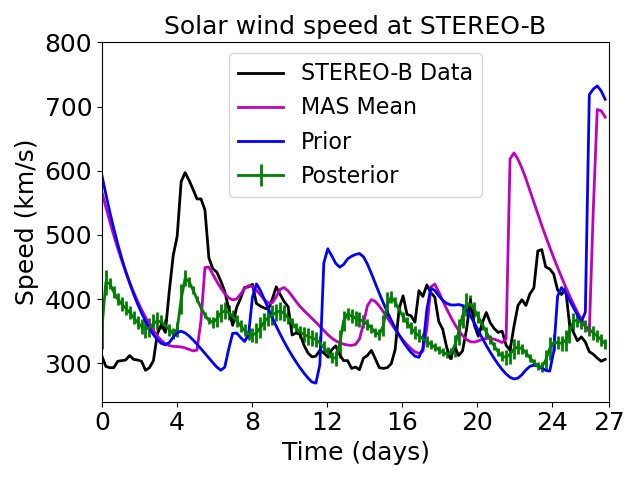 Solar wind speed at STEREO-B
800
700
600
500
400
300
Speed (km/s)
STEREO-B Data
MAS Mean
Prior
Posterior
0 4 8 12 16 20 24 27
Time (days)